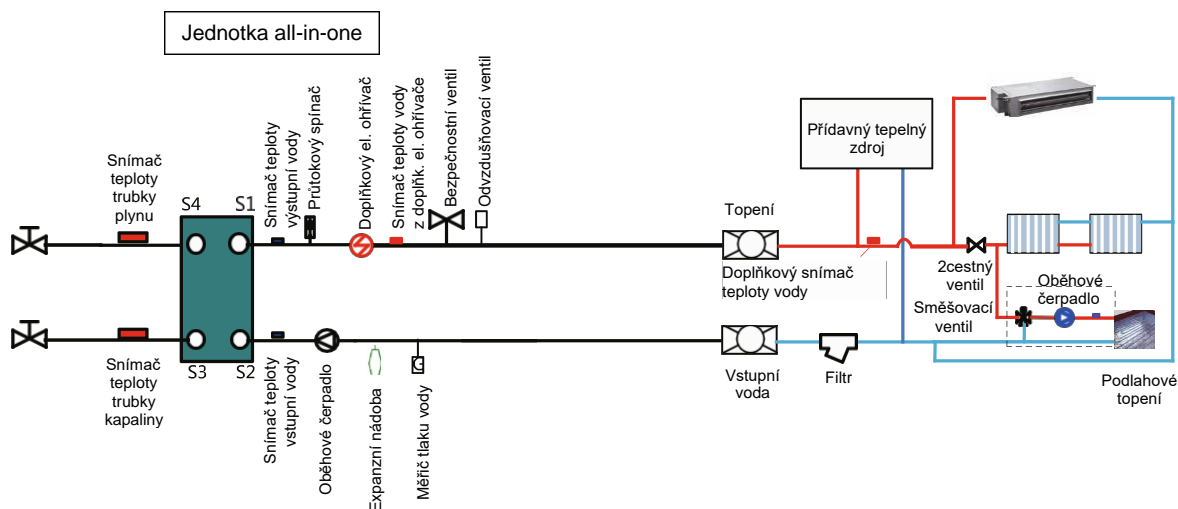 Jednotka all-in-one
Snímač
teploty
trubky
plynu
S4
S1
Snímač teploty
výstupní vody
Průtokový spínač
Doplňkový el. ohřívač
Snímač teploty vody
z doplňk. el. ohříváče
Bezpečnostní ventil
Odvzdušňovací ventil
Přídavný tepelný
zdroj
Topení
Doplňkový snímač
teploty vody
2cestný
ventil
Oběhové
čerpadlo
Směšovací
ventil
Snímač
teploty
trubky
kapaliny
S3
S2
Snímač teploty
vstupní vody
Oběhové čerpadlo
Expanzní nádoba
Měřič tlaku vody
Vstupní
voda
Filtr
Podlahové
topení